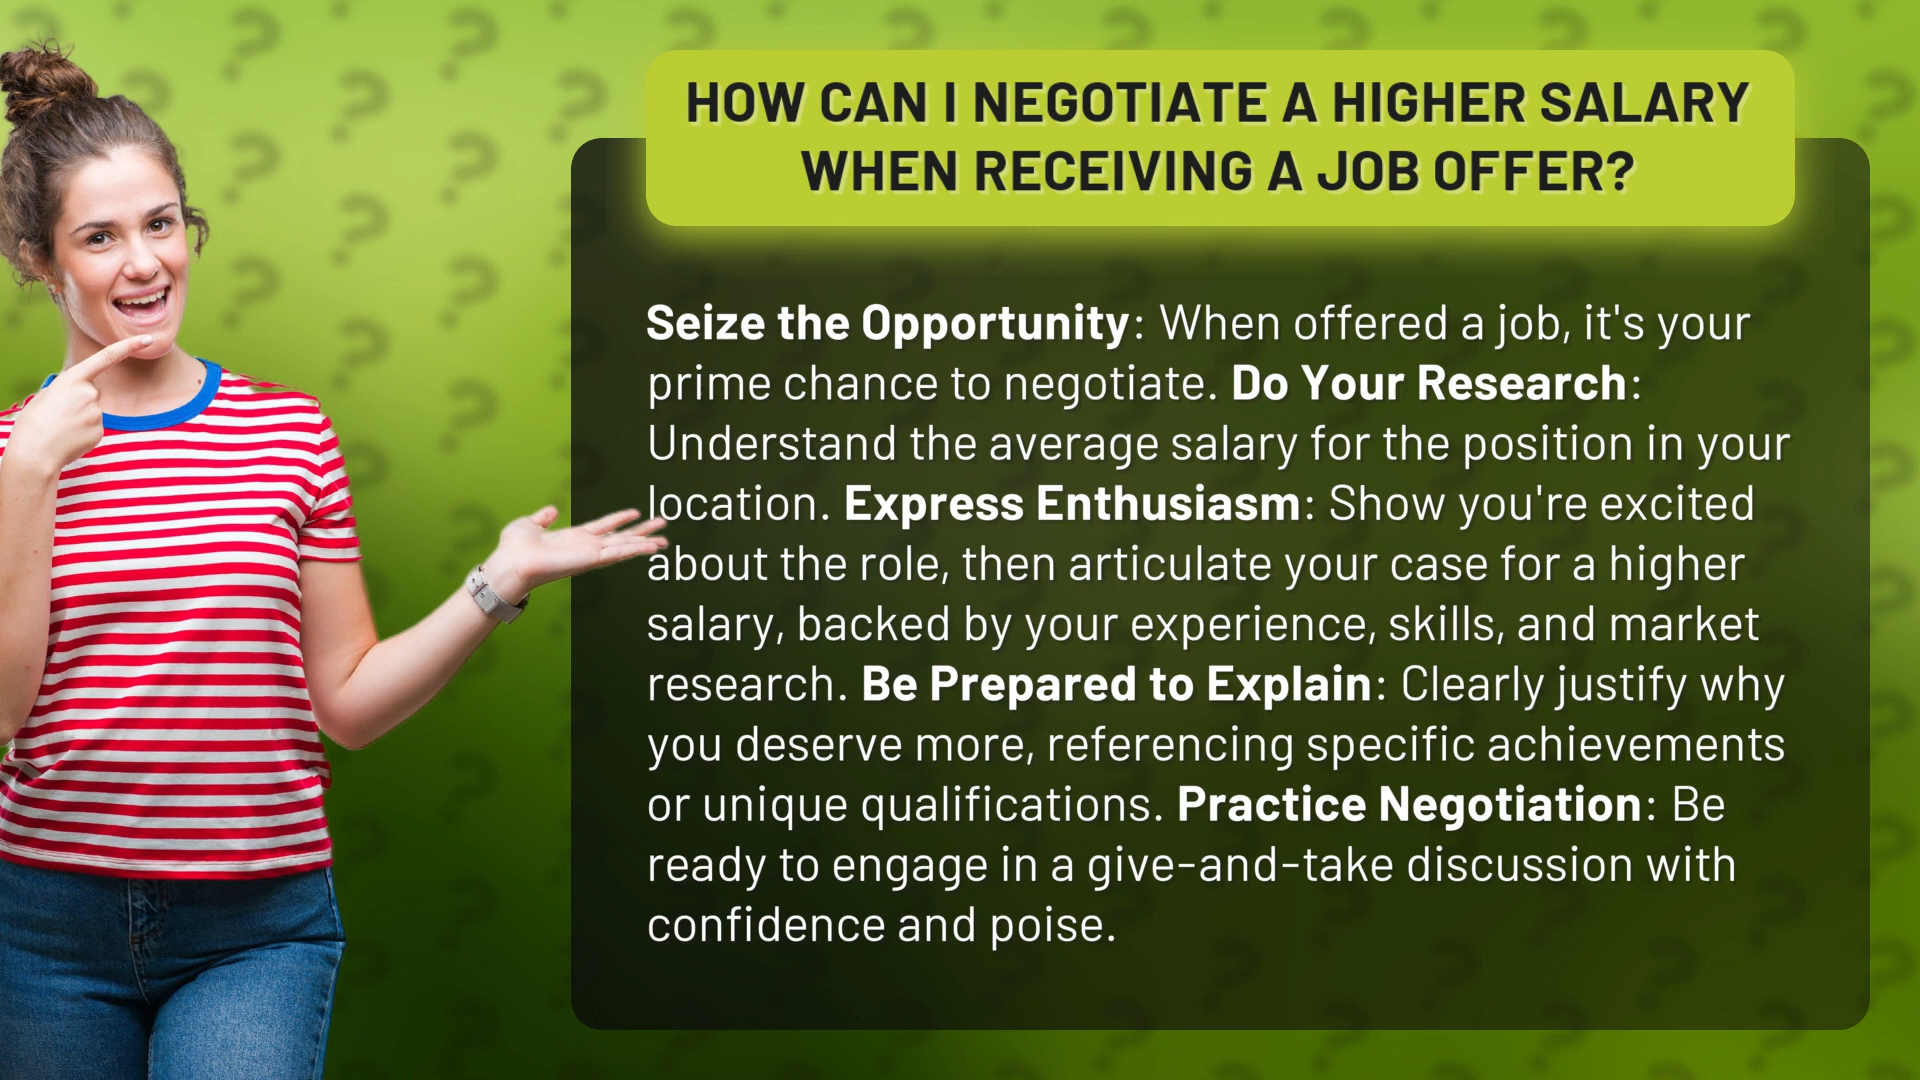 HOW CAN I NEGOTIATE A HIGHER SALARY
WHEN RECEIVING A JOB OFFER?
Seize the Opportunity: When offered a job, it's your
prime chance to negotiate. Do Your Research:
Understand the average salary for the position in your
location. Express Enthusiasm: Show you're excited
about the role, then articulate your case for a higher
salary, backed by your experience, skills, and market
research. Be Prepared to Explain: Clearly justify why
you deserve more, referencing specific achievements
or unique qualifications. Practice Negotiation: Be
ready to engage in a give-and-take discussion with
confidence and poise.